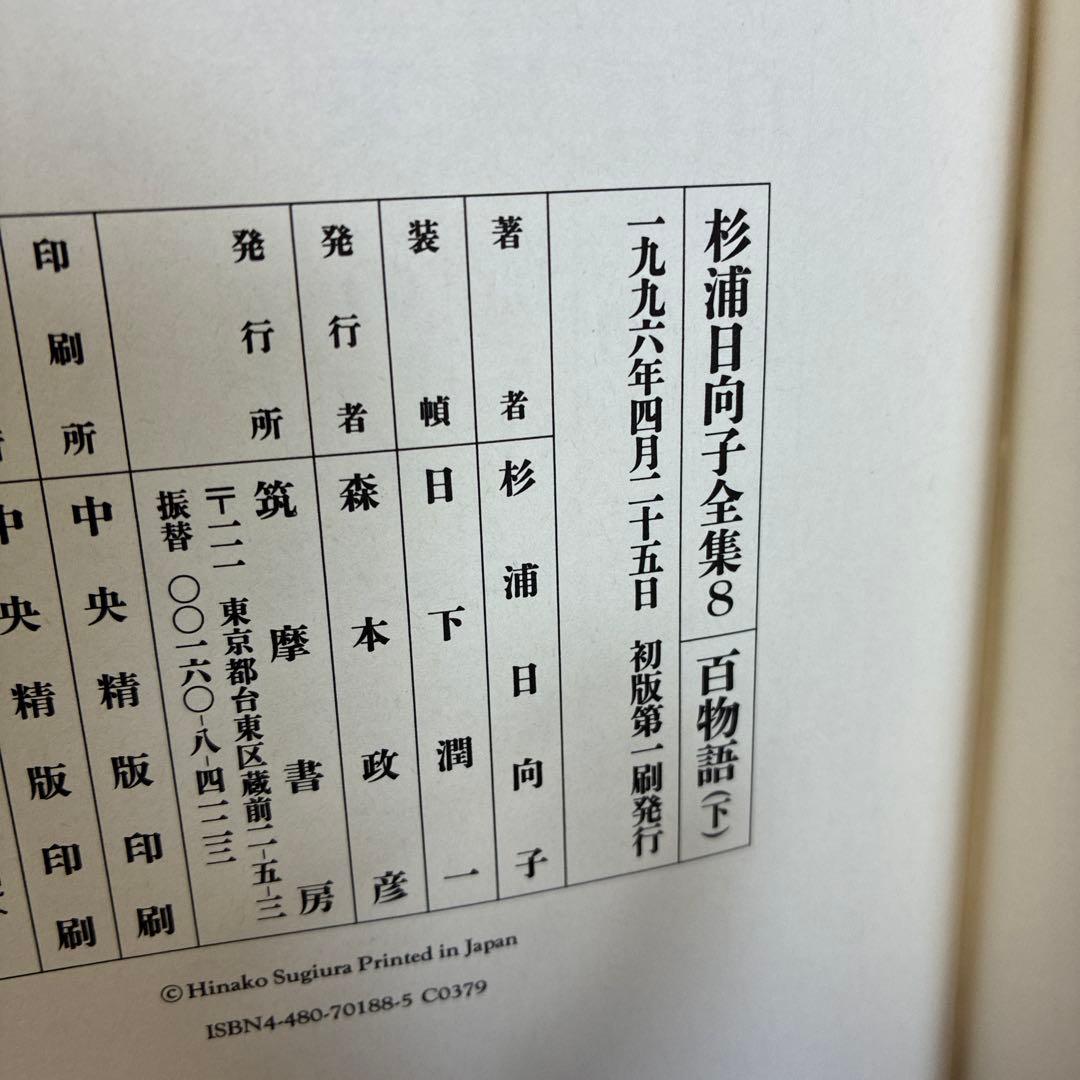 杉浦日向子全集8 百物語(下)
一九九六年四月二十五日 初版第一刷発行
著者 杉浦日向子
装幀 日下潤一
発行者 森本政彦
発行所 筑摩書房
〒一一一 東京都台東区蔵前二-五-三
振替 〇〇一六〇-八-四一二三
印刷所 中央精版印刷
中央精版印刷
© Hinako Sugiura Printed in Japan
ISBN4-480-70188-5 C0379